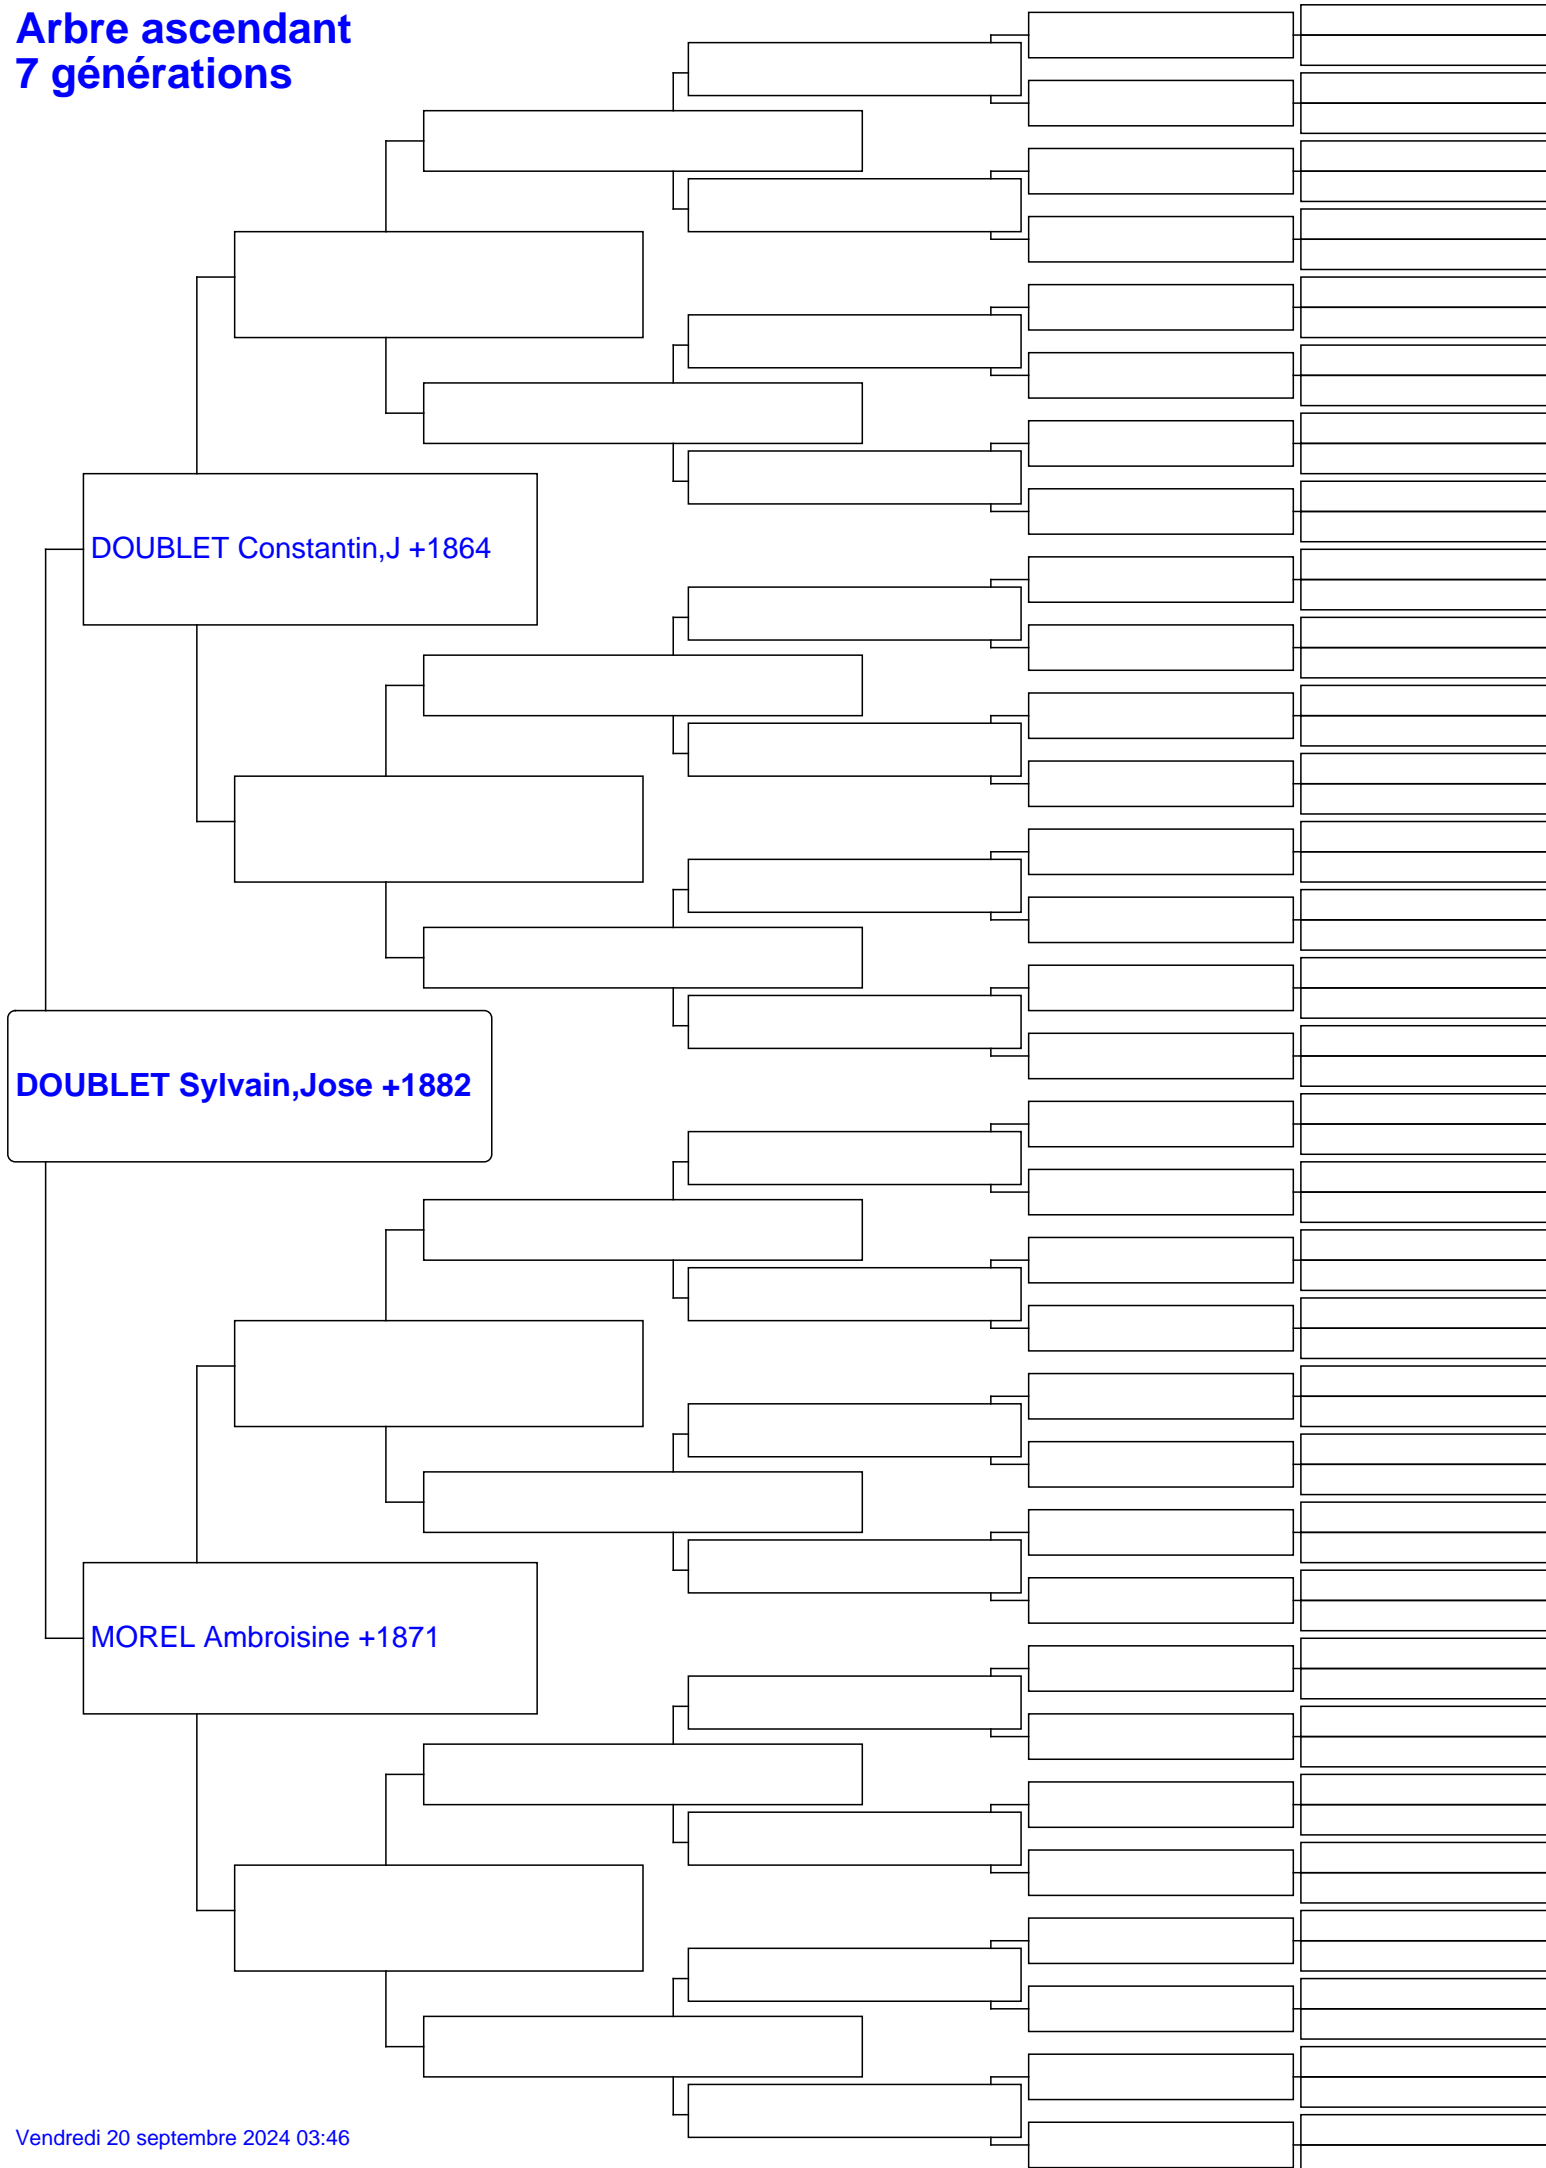 Arbre ascendant
7 générations
DOUBLET Constantin,J +1864
DOUBLET Sylvain,Jose +1882
MOREL Ambroisine +1871
Vendredi 20 septembre 2024 03:46